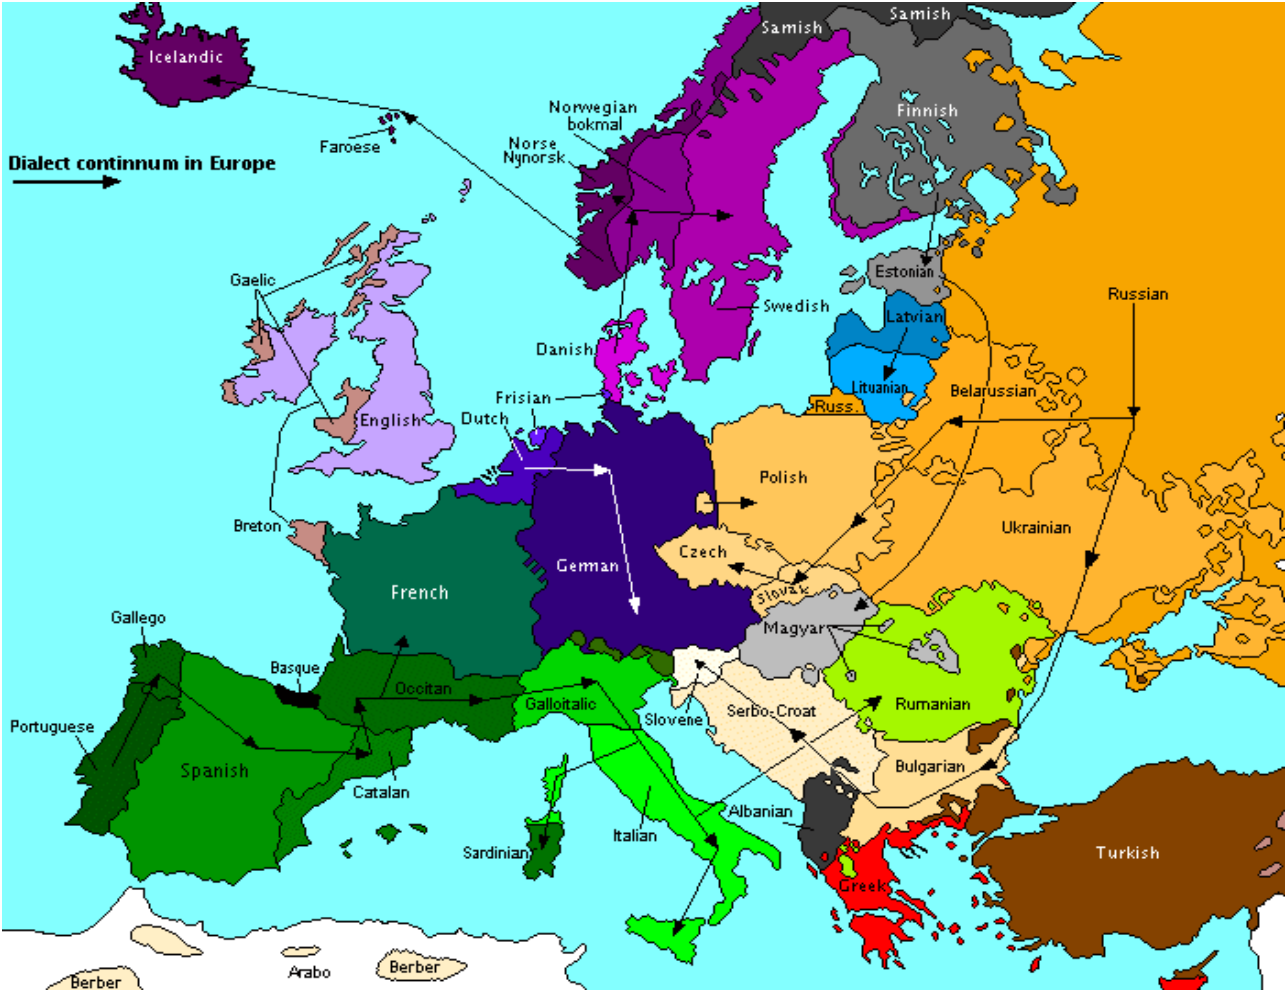 Samish
Samish
Icelandic
Norwegian
bokmal
Finnish
Faroese
Norse
Nynorsk
Dialect continnum in Europe
Gaelic
Estonian
Russian
Swedish
Latvian
Danish
Lituanian
Belarussian
Frisian
Russ.
Dutch
English
Polish
Breton
Ukrainian
Czech
German
French
Slovak
Gallego
Magyar
Basque
Occitan
Galloitalic
Rumanian
Slovene
Serbo-Croat
Portuguese
Spanish
Bulgarian
Catalan
Albanian
Italian
Sardinian
Turkish
Greek
Arabo
Berber
Berber